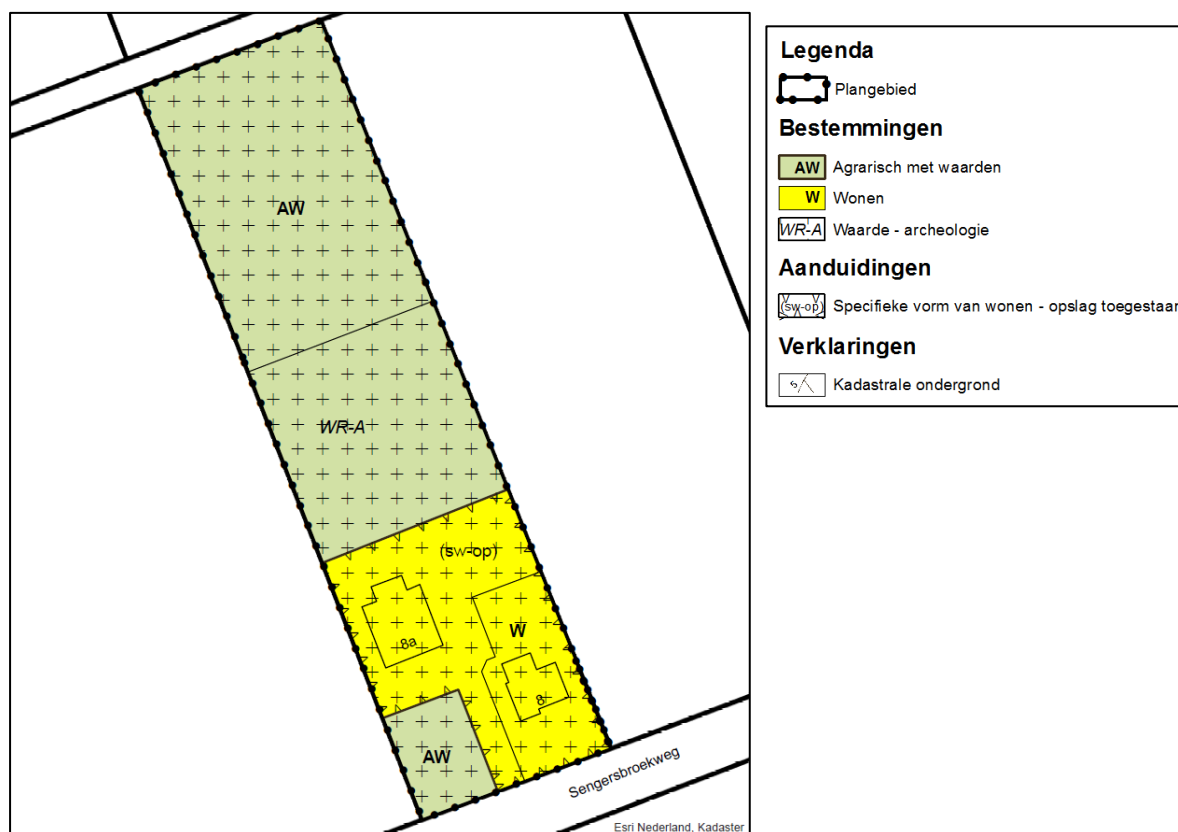 AW
WR-A
(sw-op)
8a
W
8
AW
Sengersbroekweg
Esri Nederland, Kadaster
Legenda
Plangebied
Bestemmingen
AW Agrarisch met waarden
W Wonen
WR-A Waarde - archeologie
Aanduidingen
(sw-op) Specifieke vorm van wonen - opslag toegestaan
Verklaringen
Kadastrale ondergrond